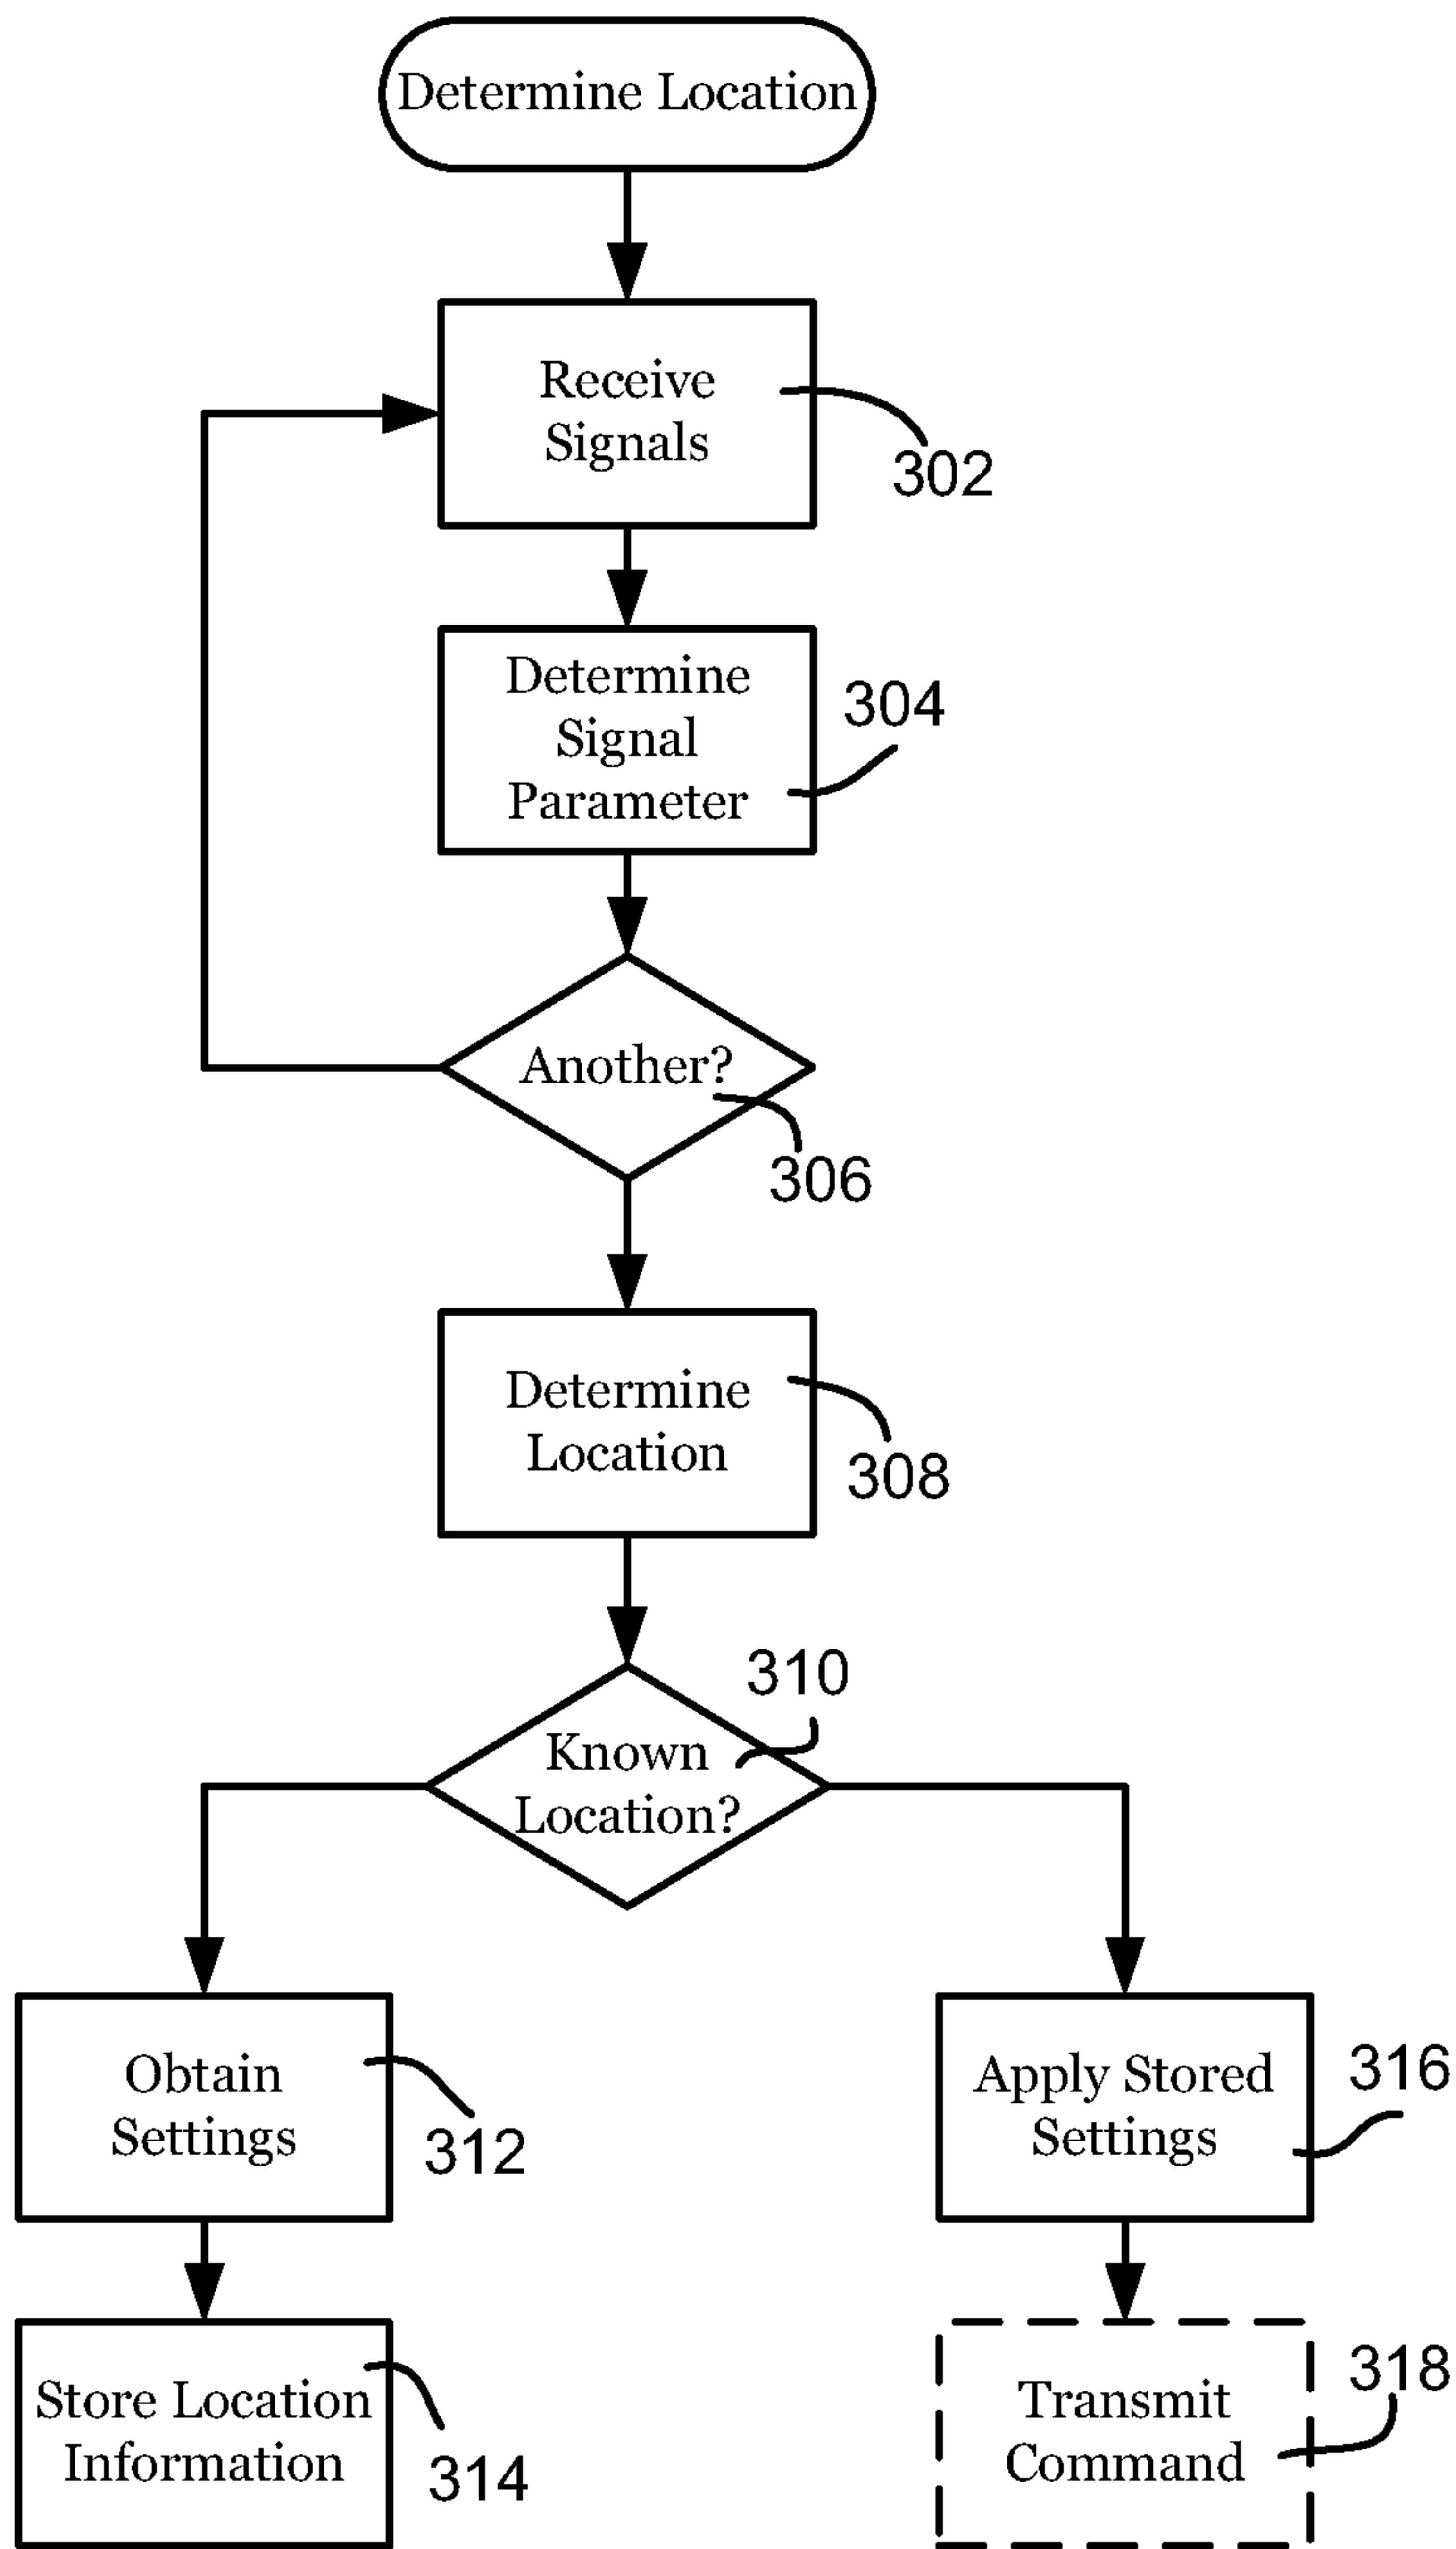 Determine Location
Receive
Signals
302
Determine
Signal
Parameter
304
Another?
306
Determine
Location
308
Known
Location?
310
Obtain
Settings
312
Apply Stored
Settings
316
Store Location
Information
314
Transmit
Command
318